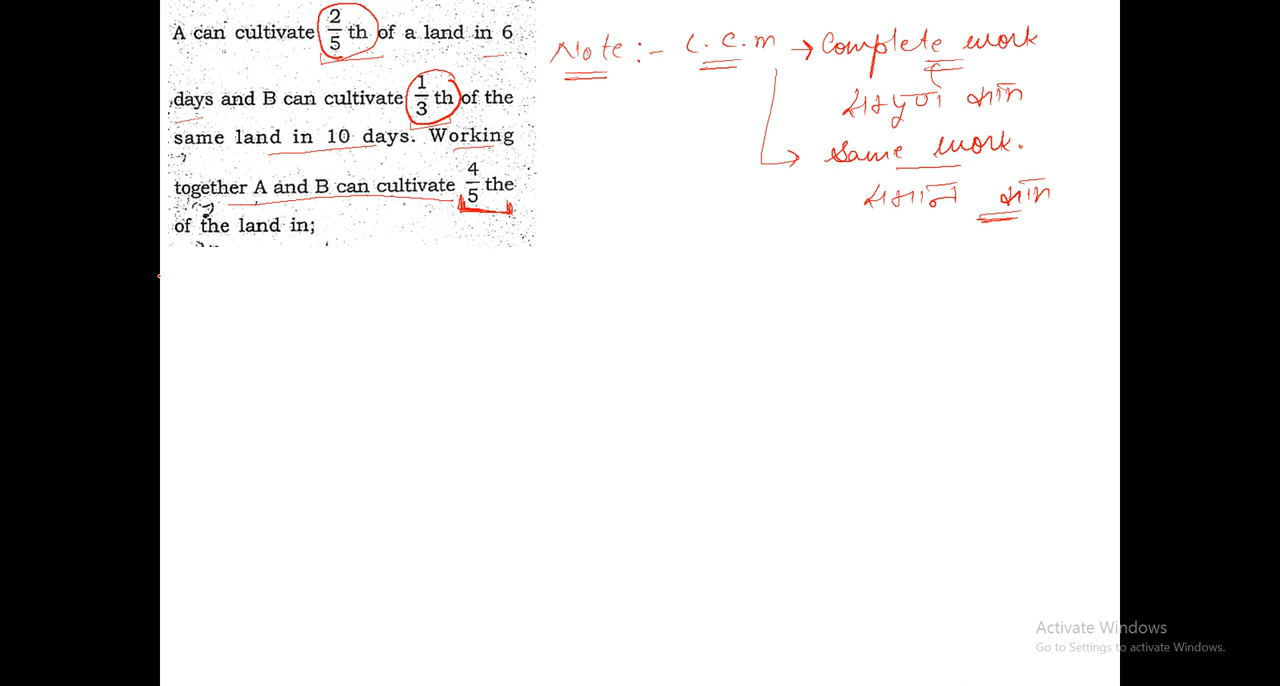 A can cultivate 2/5 th of a land in 6
days and B can cultivate 1/3 th of the
same land in 10 days. Working
together A and B can cultivate 4/5 the
of the land in;
Note :- L.C.M → Complete work
सम्पूर्ण काम
→ Same work.
समान काम
Activate Windows
Go to Settings to activate Windows.